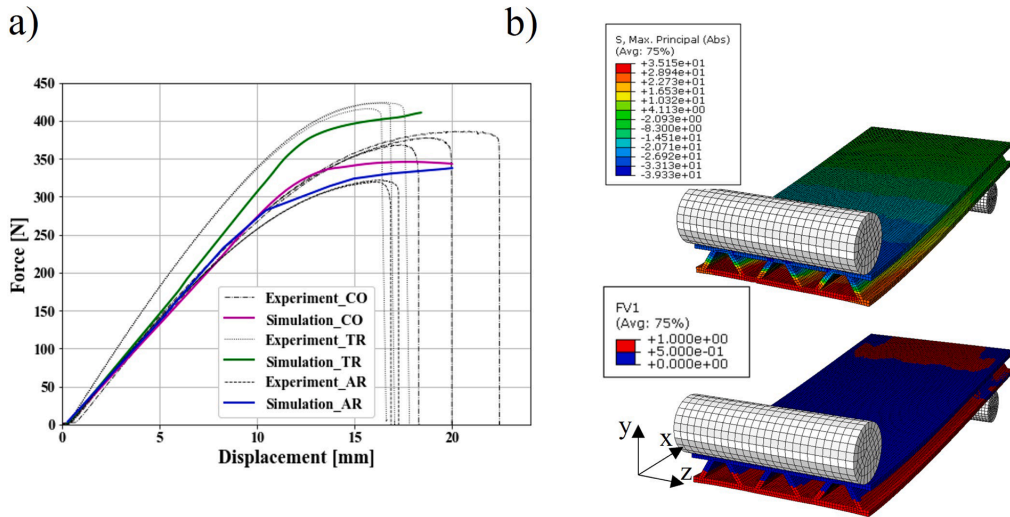 a)
450
400
350
300
250
200
150
100
50
0
0
5
10
15
20
Force [N]
Displacement [mm]
Experiment_CO
Simulation_CO
Experiment_TR
Simulation_TR
Experiment_AR
Simulation_AR
b)
S, Max. Principal (Abs)
(Avg: 75%)
+3.515e+01
+2.894e+01
+2.273e+01
+1.653e+01
+1.032e+01
+4.113e+00
-2.093e+00
-8.300e+00
-1.451e+01
-2.071e+01
-2.692e+01
-3.313e+01
-3.933e+01
FV1
(Avg: 75%)
+1.000e+00
+5.000e-01
+0.000e+00
y
x
z